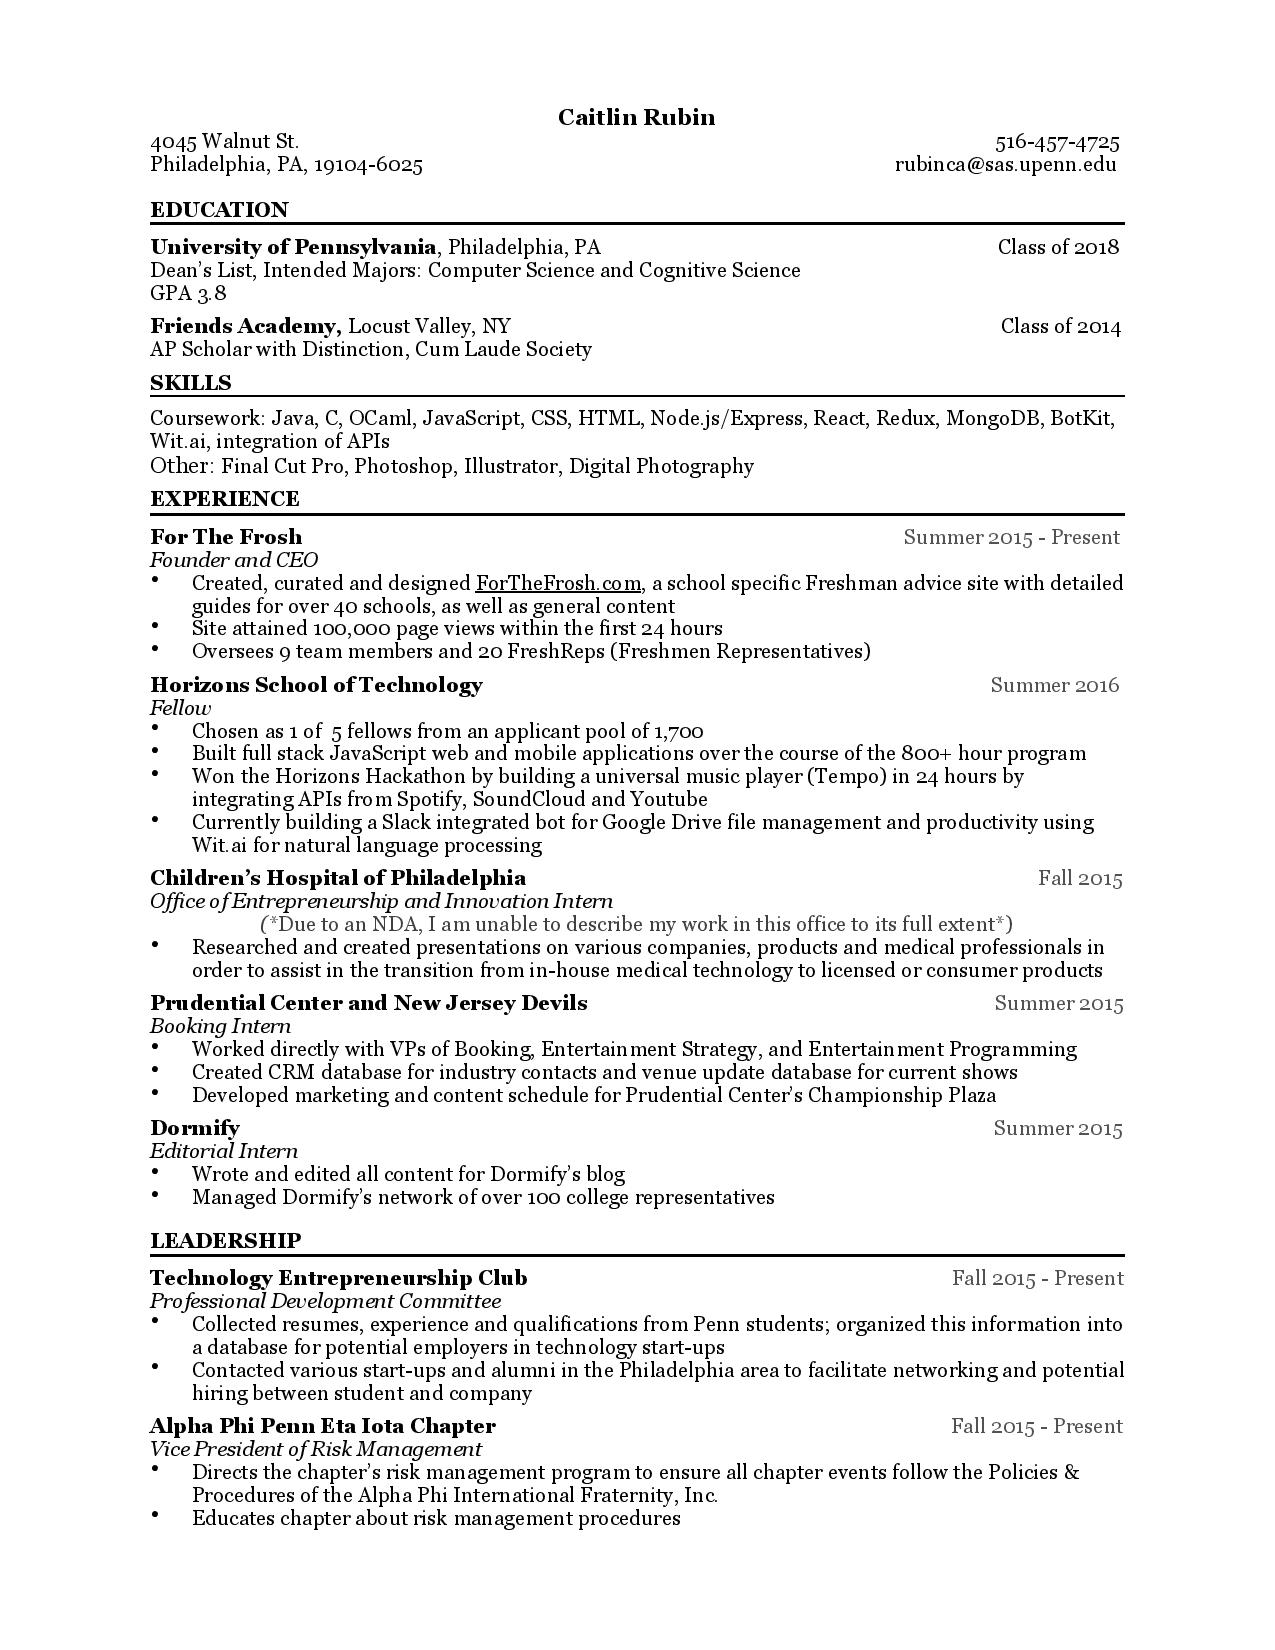 Caitlin Rubin
4045 Walnut St. 516-457-4725
Philadelphia, PA, 19104-6025 rubinca@sas.upenn.edu
EDUCATION
University of Pennsylvania, Philadelphia, PA Class of 2018
Dean's List, Intended Majors: Computer Science and Cognitive Science
GPA 3.8
Friends Academy, Locust Valley, NY Class of 2014
AP Scholar with Distinction, Cum Laude Society
SKILLS
Coursework: Java, C, OCaml, JavaScript, CSS, HTML, Node.js/Express, React, Redux, MongoDB, BotKit,
Wit.ai, integration of APIs
Other: Final Cut Pro, Photoshop, Illustrator, Digital Photography
EXPERIENCE
For The Frosh Summer 2015 - Present
Founder and CEO
• Created, curated and designed ForTheFrosh.com, a school specific Freshman advice site with detailed
guides for over 40 schools, as well as general content
• Site attained 100,000 page views within the first 24 hours
• Oversees 9 team members and 20 FreshReps (Freshmen Representatives)
Horizons School of Technology Summer 2016
Fellow
• Chosen as 1 of 5 fellows from an applicant pool of 1,700
• Built full stack JavaScript web and mobile applications over the course of the 800+ hour program
• Won the Horizons Hackathon by building a universal music player (Tempo) in 24 hours by
integrating APIs from Spotify, SoundCloud and Youtube
• Currently building a Slack integrated bot for Google Drive file management and productivity using
Wit.ai for natural language processing
Children's Hospital of Philadelphia Fall 2015
Office of Entrepreneurship and Innovation Intern
(*Due to an NDA, I am unable to describe my work in this office to its full extent*)
• Researched and created presentations on various companies, products and medical professionals in
order to assist in the transition from in-house medical technology to licensed or consumer products
Prudential Center and New Jersey Devils Summer 2015
Booking Intern
• Worked directly with VPs of Booking, Entertainment Strategy, and Entertainment Programming
• Created CRM database for industry contacts and venue update database for current shows
• Developed marketing and content schedule for Prudential Center's Championship Plaza
Dormify Summer 2015
Editorial Intern
• Wrote and edited all content for Dormify's blog
• Managed Dormify's network of over 100 college representatives
LEADERSHIP
Technology Entrepreneurship Club Fall 2015 - Present
Professional Development Committee
• Collected resumes, experience and qualifications from Penn students; organized this information into
a database for potential employers in technology start-ups
• Contacted various start-ups and alumni in the Philadelphia area to facilitate networking and potential
hiring between student and company
Alpha Phi Penn Eta Iota Chapter Fall 2015 - Present
Vice President of Risk Management
• Directs the chapter's risk management program to ensure all chapter events follow the Policies &
Procedures of the Alpha Phi International Fraternity, Inc.
• Educates chapter about risk management procedures